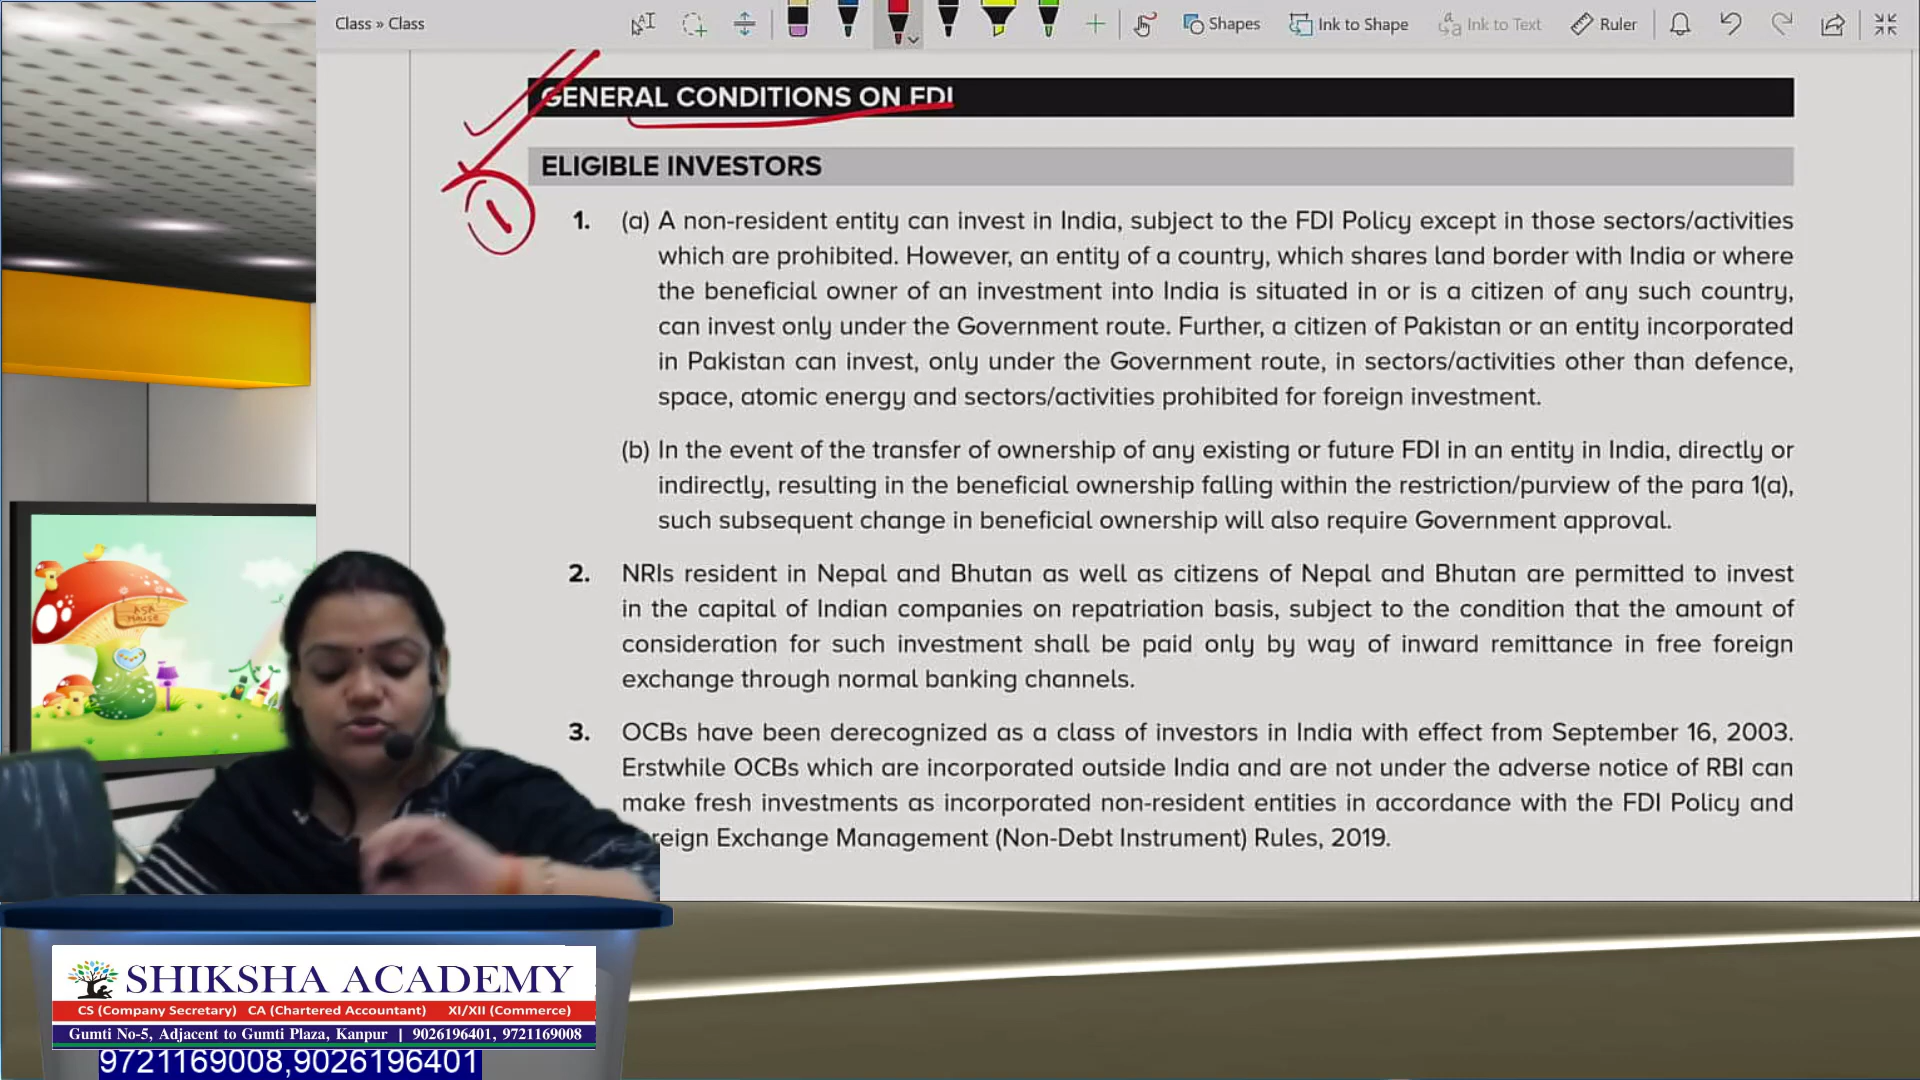 Class » Class
Shapes
Ink to Shape
Ink to Text
Ruler
GENERAL CONDITIONS ON FDI
ELIGIBLE INVESTORS
1
1. (a) A non-resident entity can invest in India, subject to the FDI Policy except in those sectors/activities
which are prohibited. However, an entity of a country, which shares land border with India or where
the beneficial owner of an investment into India is situated in or is a citizen of any such country,
can invest only under the Government route. Further, a citizen of Pakistan or an entity incorporated
in Pakistan can invest, only under the Government route, in sectors/activities other than defence,
space, atomic energy and sectors/activities prohibited for foreign investment.
(b) In the event of the transfer of ownership of any existing or future FDI in an entity in India, directly or
indirectly, resulting in the beneficial ownership falling within the restriction/purview of the para 1(a),
such subsequent change in beneficial ownership will also require Government approval.
2. NRIs resident in Nepal and Bhutan as well as citizens of Nepal and Bhutan are permitted to invest
in the capital of Indian companies on repatriation basis, subject to the condition that the amount of
consideration for such investment shall be paid only by way of inward remittance in free foreign
exchange through normal banking channels.
3. OCBs have been derecognized as a class of investors in India with effect from September 16, 2003.
Erstwhile OCBs which are incorporated outside India and are not under the adverse notice of RBI can
make fresh investments as incorporated non-resident entities in accordance with the FDI Policy and
reign Exchange Management (Non-Debt Instrument) Rules, 2019.
SHIKSHA ACADEMY
CS (Company Secretary) CA (Chartered Accountant) XI/XII (Commerce)
Gumti No-5, Adjacent to Gumti Plaza, Kanpur | 9026196401, 9721169008
9721169008,9026196401